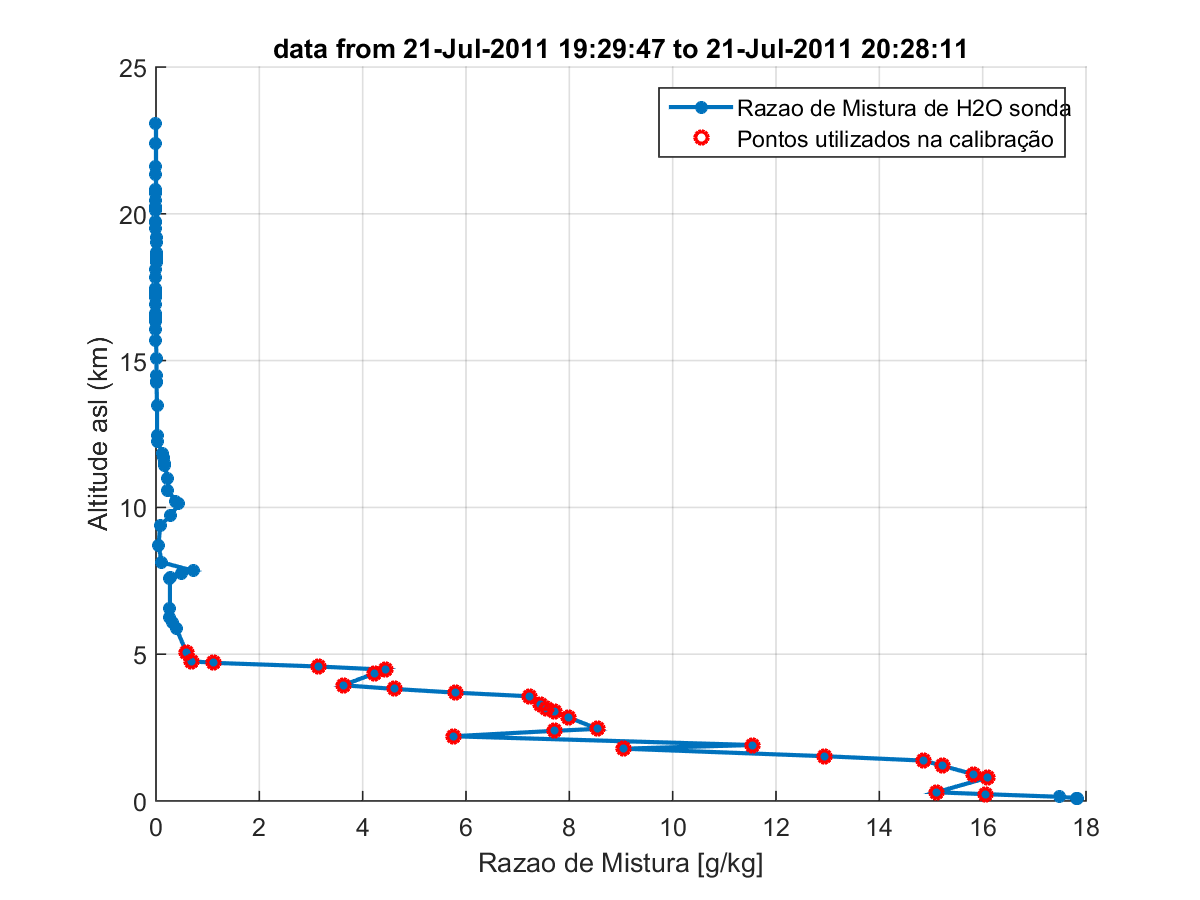 data from 21-Jul-2011 19:29:47 to 21-Jul-2011 20:28:11
Razao de Mistura de H2O sonda
Pontos utilizados na calibração
25
20
15
10
5
0
Altitude asl (km)
0 2 4 6 8 10 12 14 16 18
Razao de Mistura [g/kg]